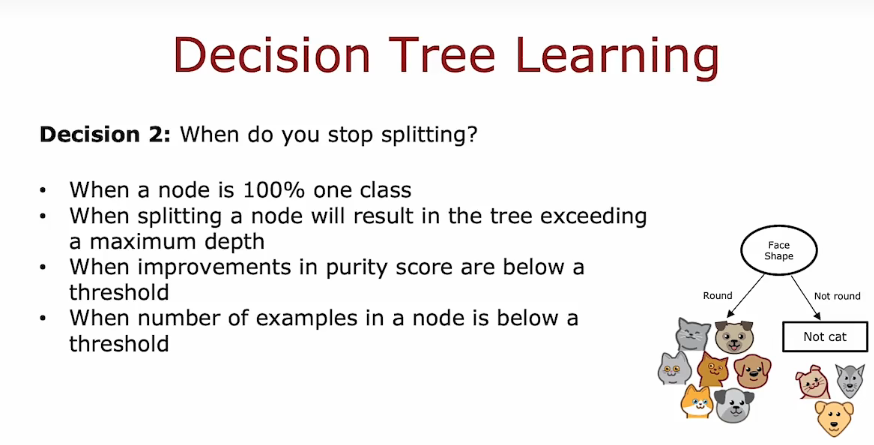 Decision Tree Learning
Decision 2: When do you stop splitting?
• When a node is 100% one class
• When splitting a node will result in the tree exceeding
a maximum depth
• When improvements in purity score are below a
threshold
• When number of examples in a node is below a
threshold
Face
Shape
Round
Not round
Not cat